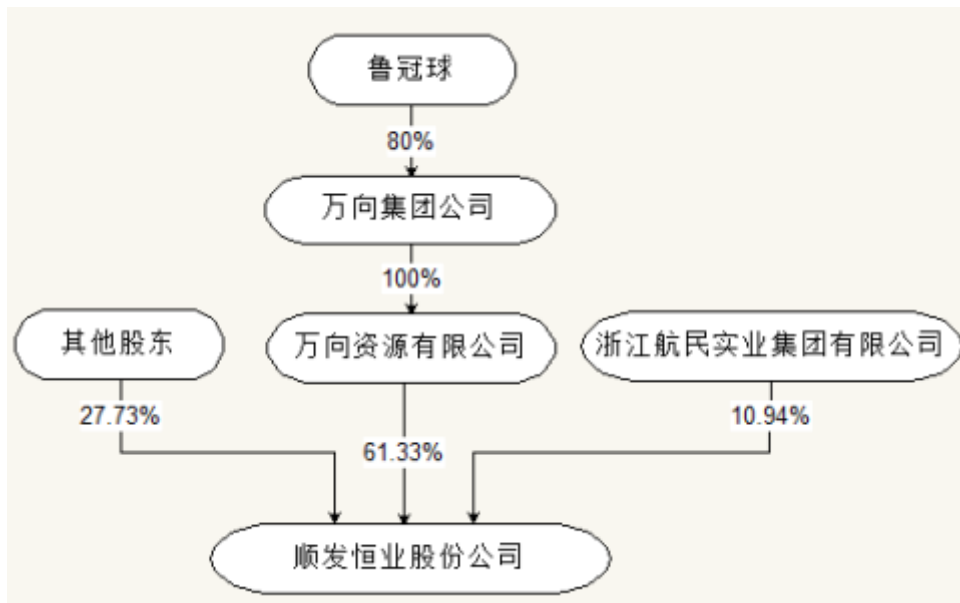 鲁冠球
80%
万向集团公司
100%
其他股东
万向资源有限公司
浙江航民实业集团有限公司
27.73%
61.33%
10.94%
顺发恒业股份公司